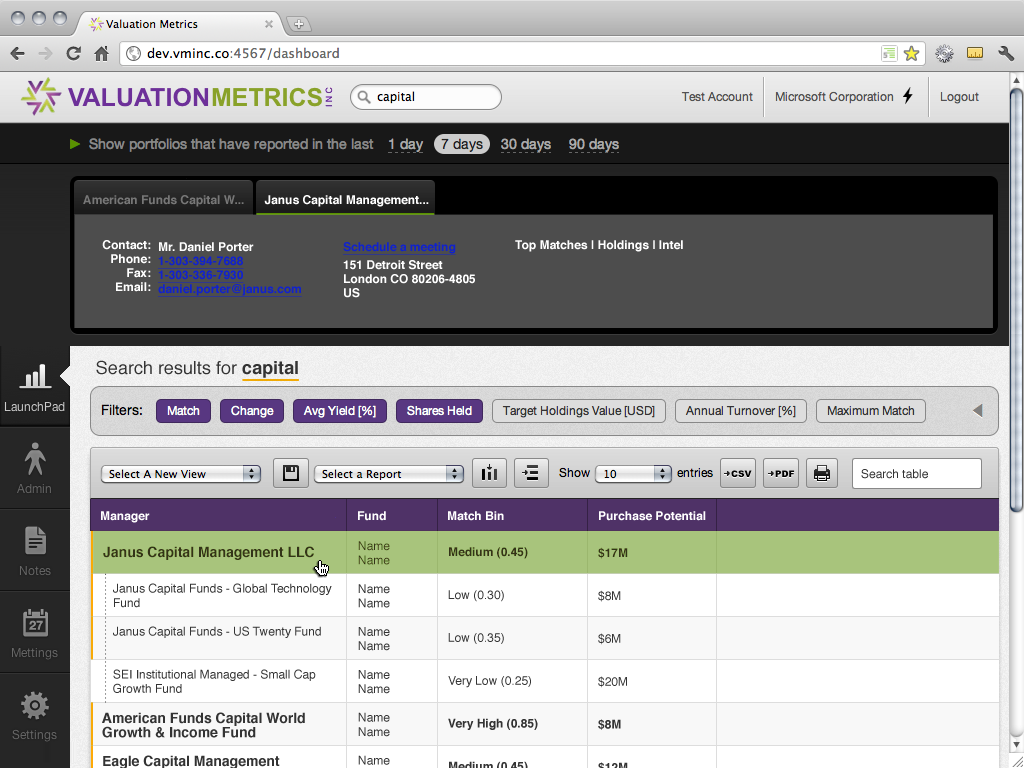 Valuation Metrics
dev.vminc.co:4567/dashboard
VALUATIONMETRICS INC
capital
Test Account
Microsoft Corporation
Logout
Show portfolios that have reported in the last 1 day 7 days 30 days 90 days
American Funds Capital W...
Janus Capital Management...
Contact: Mr. Daniel Porter
Phone: 1-303-394-7688
Fax: 1-303-336-7930
Email: daniel.porter@janus.com
Schedule a meeting
151 Detroit Street
London CO 80206-4805
US
Top Matches | Holdings | Intel
LaunchPad
Admin
Notes
27
Mettings
Settings
Search results for capital
Filters: Match Change Avg Yield [%] Shares Held Target Holdings Value [USD] Annual Turnover [%] Maximum Match
Select A New View Select a Report Show 10 entries →CSV →PDF Search table
Manager Fund Match Bin Purchase Potential
Janus Capital Management LLC
Name
Name
Medium (0.45)
$17M
Janus Capital Funds - Global Technology
Fund
Name
Name
Low (0.30)
$8M
Janus Capital Funds - US Twenty Fund
Name
Name
Low (0.35)
$6M
SEI Institutional Managed - Small Cap
Growth Fund
Name
Name
Very Low (0.25)
$20M
American Funds Capital World
Growth & Income Fund
Name
Name
Very High (0.85)
$8M
Eagle Capital Management
Name
Medium (0.45)
$12M